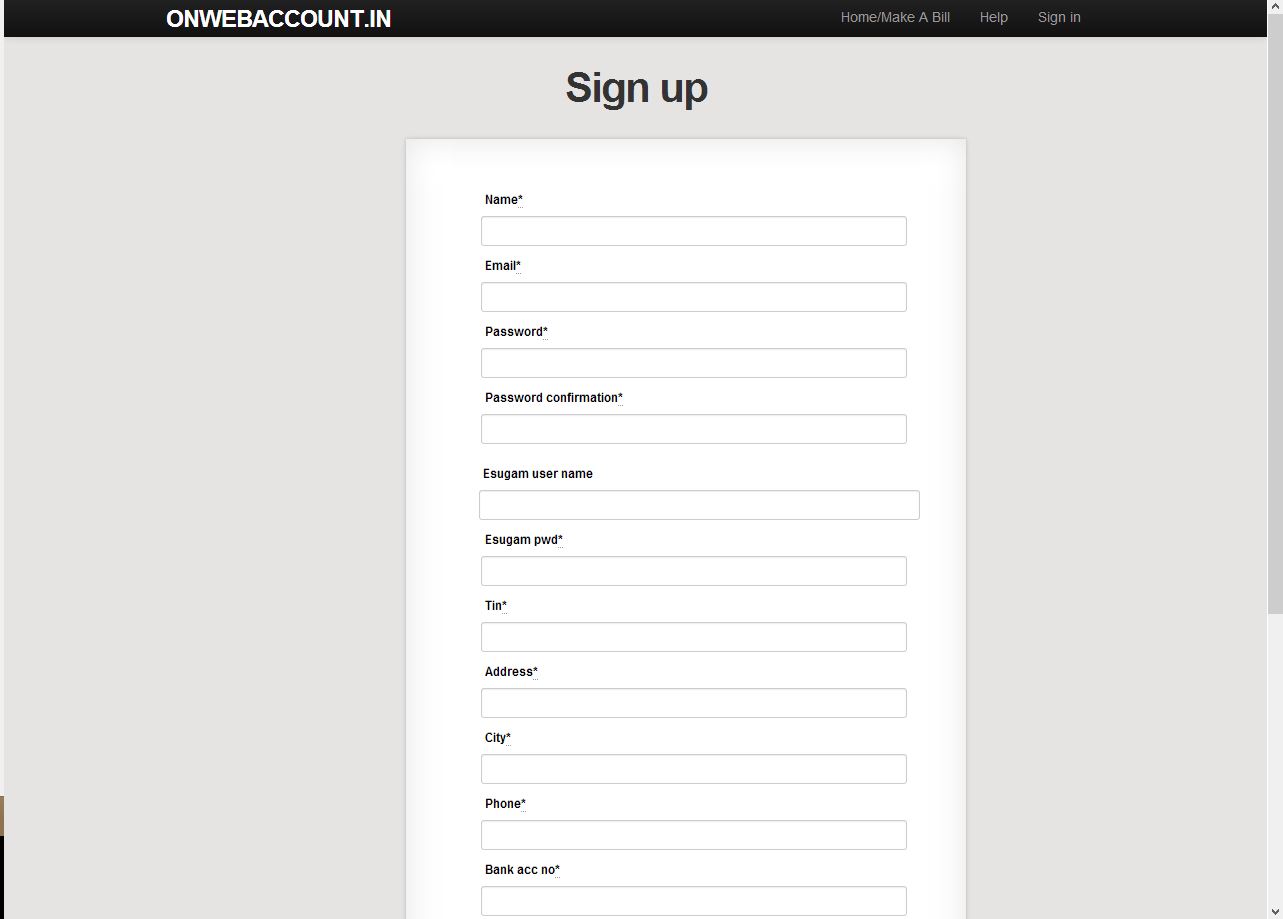 ONWEBACCOUNT.IN Home/Make A Bill Help Sign in
Sign up
Name*
Email*
Password*
Password confirmation*
Esugam user name
Esugam pwd*
Tin*
Address*
City*
Phone*
Bank acc no*